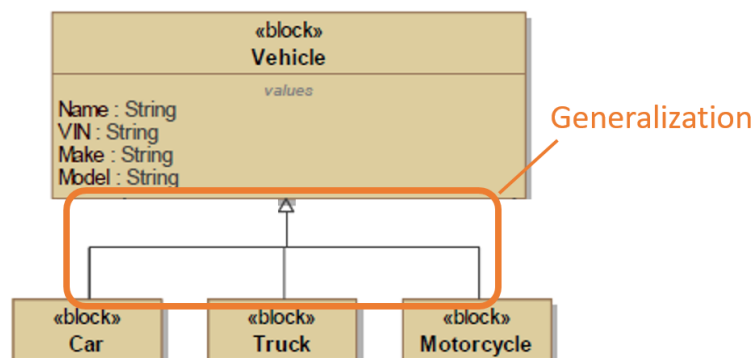 «block»
Vehicle
values
Name : String
VIN : String
Make : String
Model : String
Generalization
«block»
Car
«block»
Truck
«block»
Motorcycle